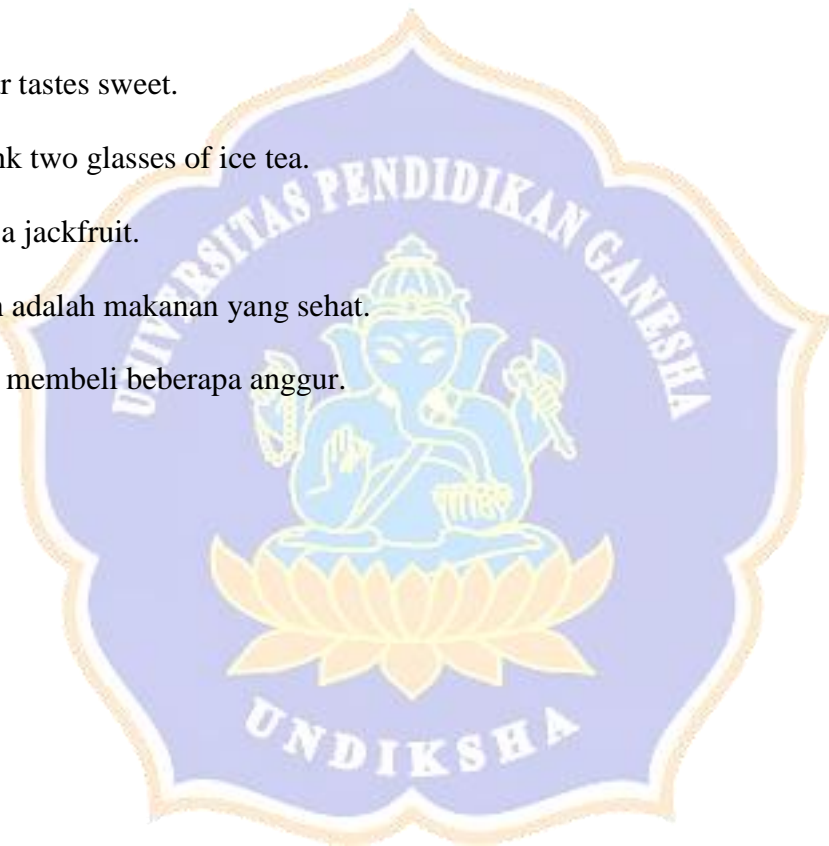 r tastes sweet.
nk two glasses of ice tea.
a jackfruit.
n adalah makanan yang sehat.
membeli beberapa anggur.
UNIVERSITAS PENDIDIKAN GANESHA
UNDIKSHA